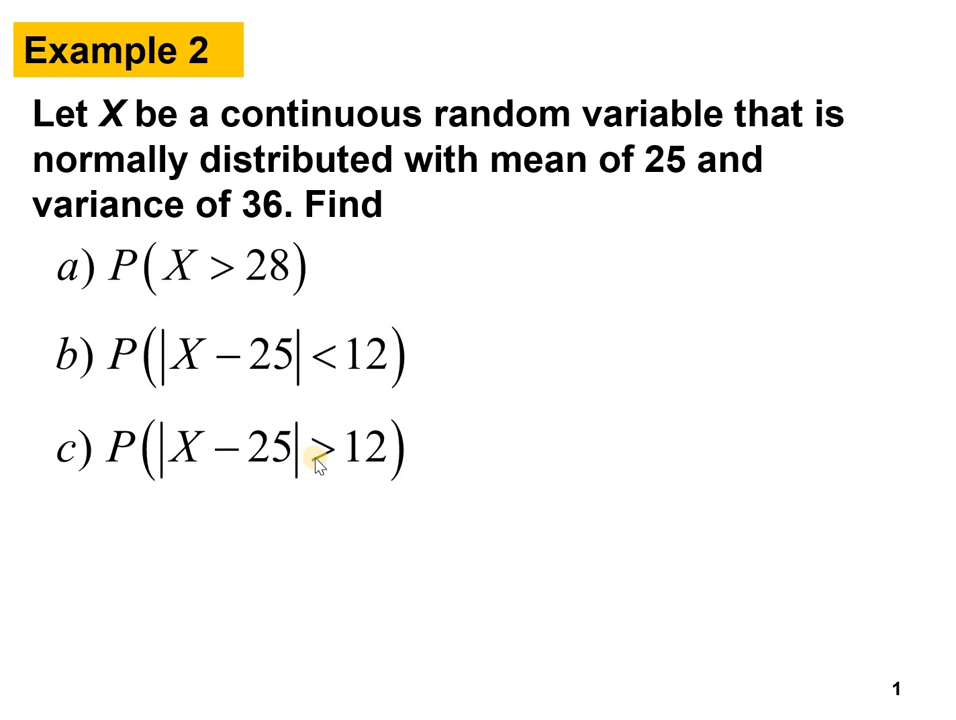 Example 2
Let X be a continuous random variable that is
normally distributed with mean of 25 and
variance of 36. Find
a) P(X > 28)
b) P(|X − 25| < 12)
c) P(|X − 25| > 12)
1